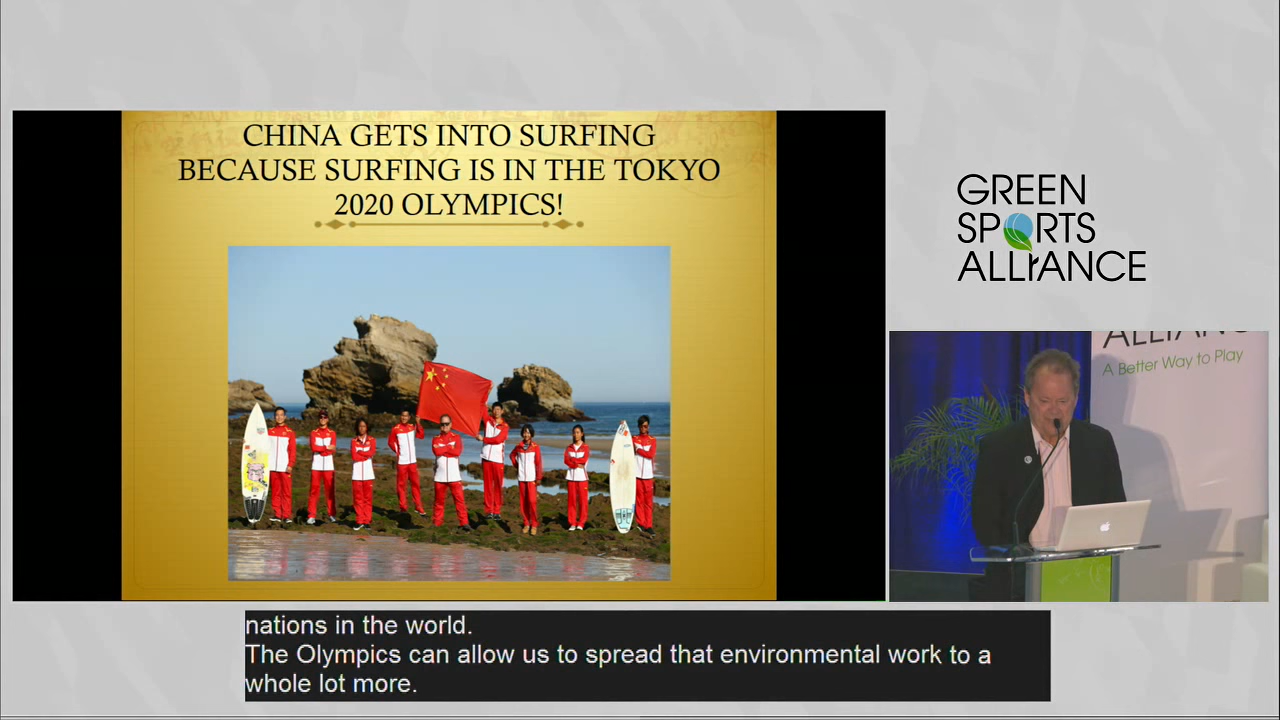 CHINA GETS INTO SURFING
BECAUSE SURFING IS IN THE TOKYO
2020 OLYMPICS!
GREEN
SPORTS
ALLIANCE
ALLIANC
A Better Way to Play
nations in the world.
The Olympics can allow us to spread that environmental work to a
whole lot more.